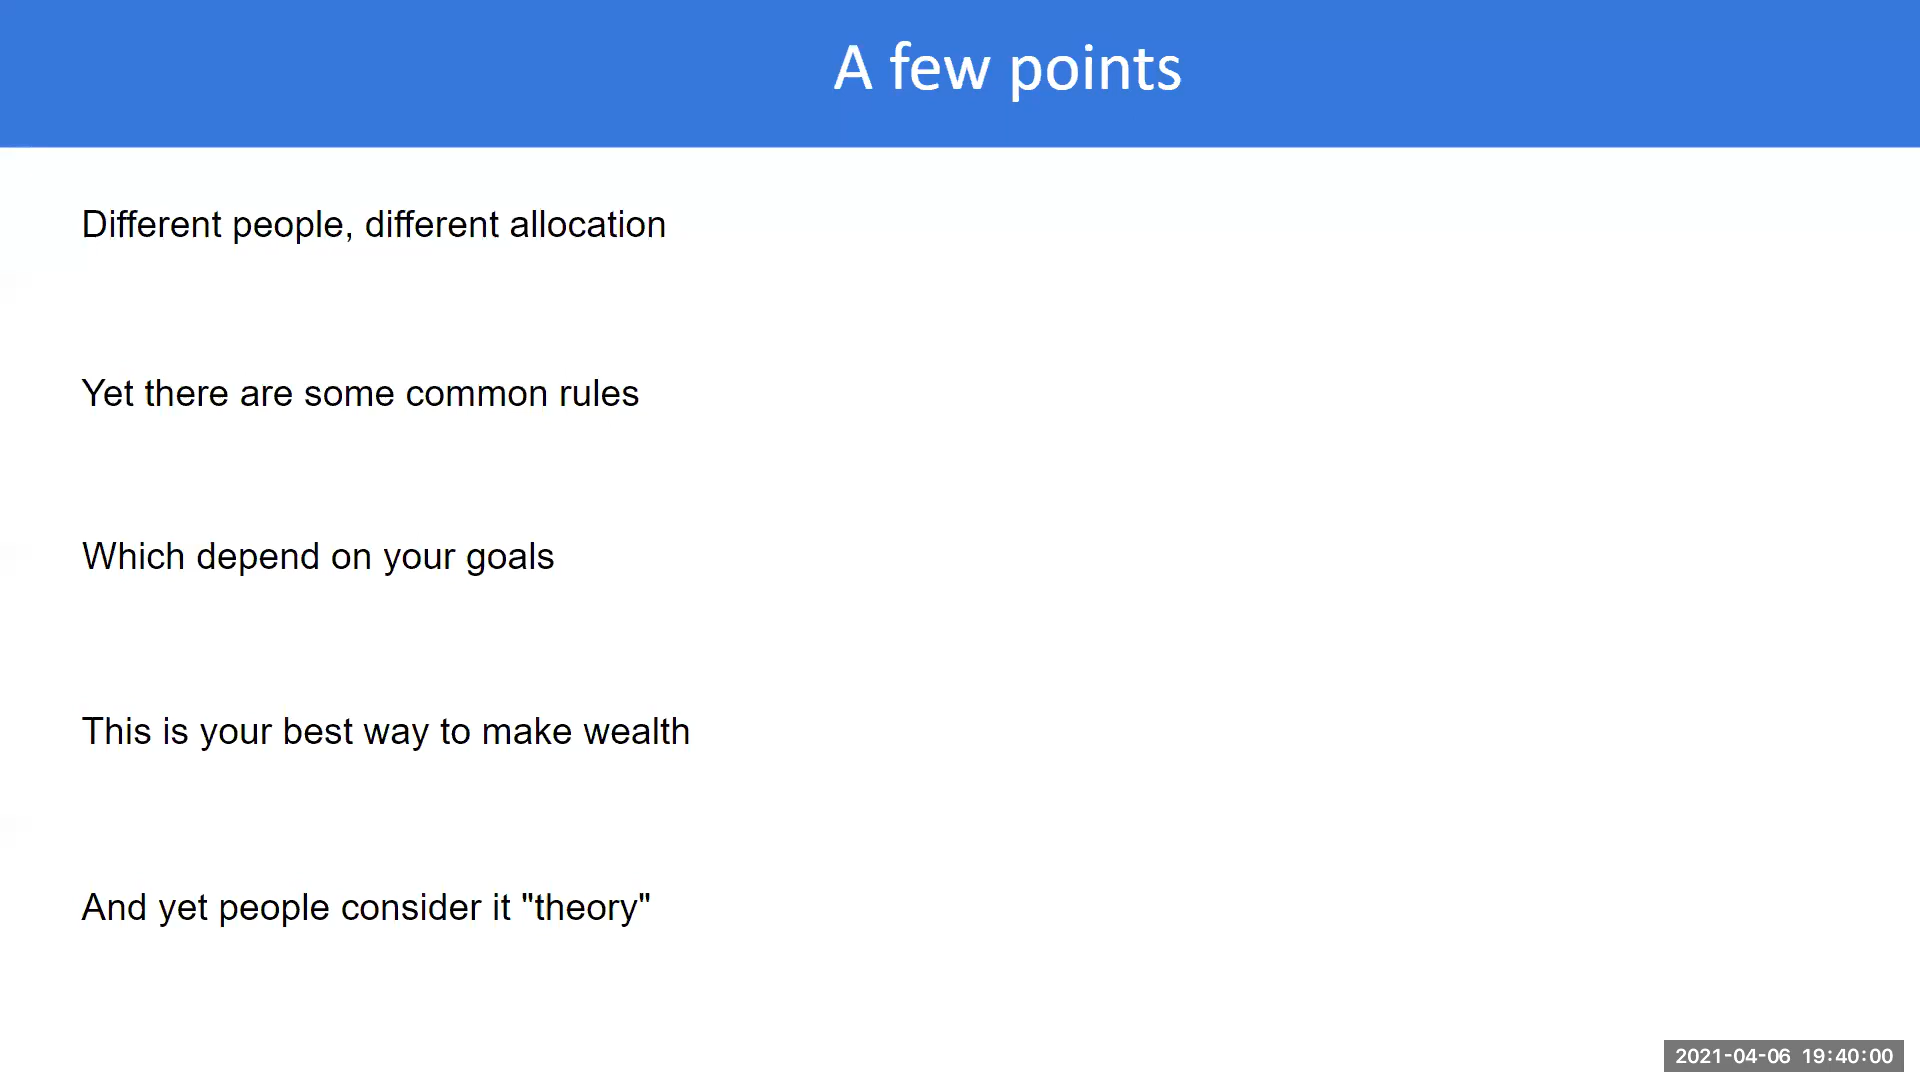 A few points
Different people, different allocation
Yet there are some common rules
Which depend on your goals
This is your best way to make wealth
And yet people consider it "theory"
2021-04-06 19:40:00